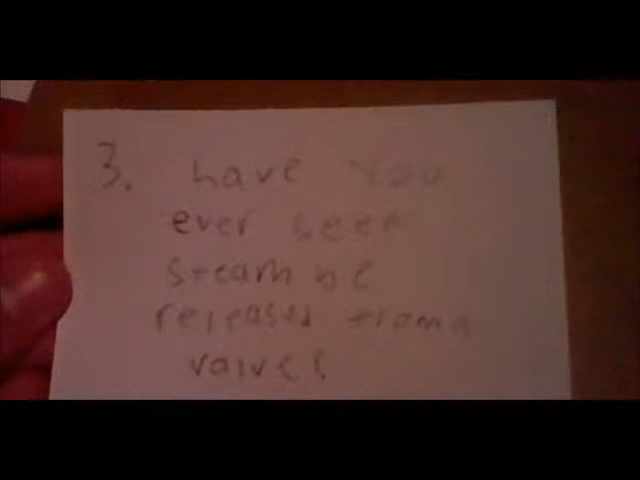 3. have you
ever seen
steam be
released from a
valve?